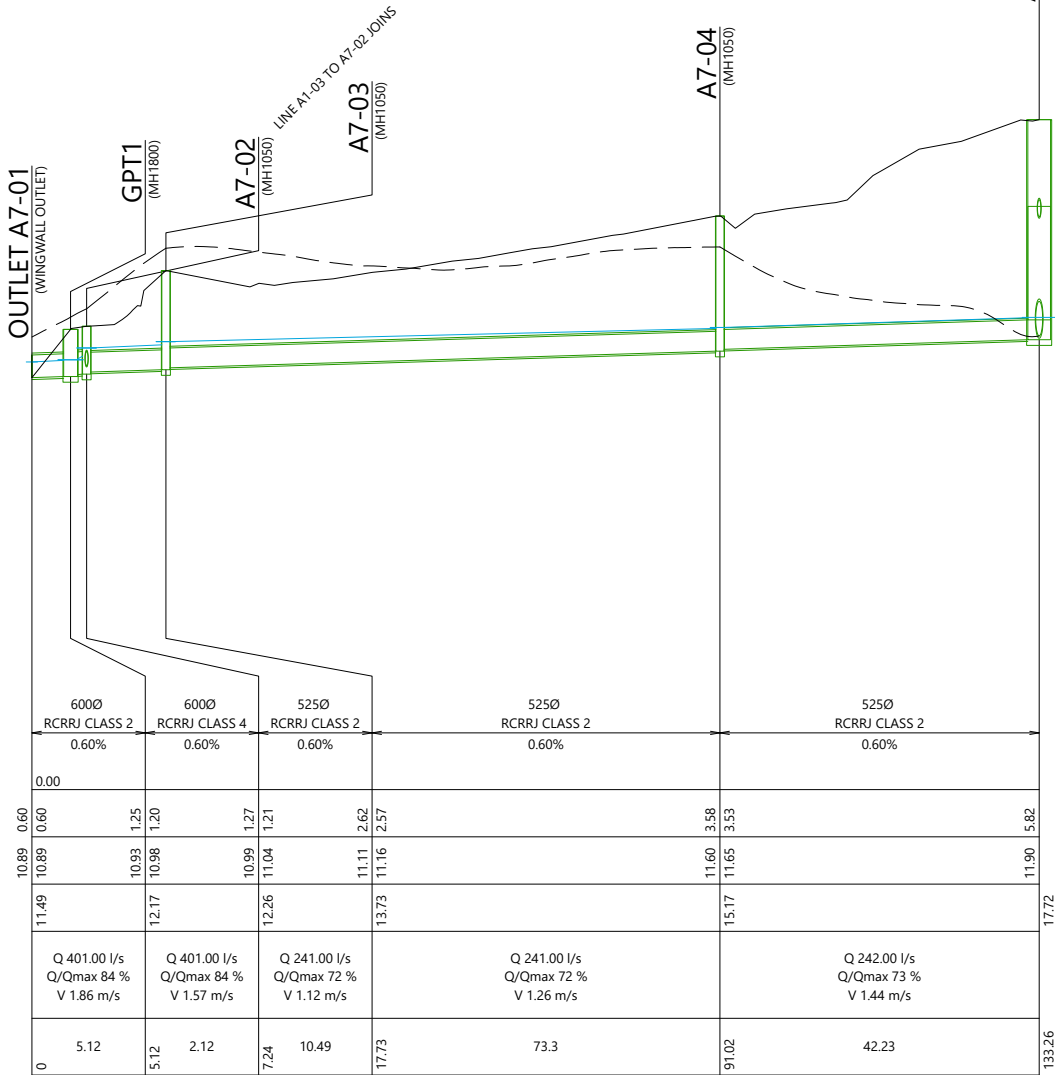 OUTLET A7-01
(WINGWALL OUTLET)
GPT1
(MH1800)
A7-02
(MH1050)
LINE A1-03 TO A7-02 JOINS
A7-03
(MH1050)
A7-04
(MH1050)
600Ø
RCRRJ CLASS 2
0.60%
600Ø
RCRRJ CLASS 4
0.60%
525Ø
RCRRJ CLASS 2
0.60%
525Ø
RCRRJ CLASS 2
0.60%
525Ø
RCRRJ CLASS 2
0.60%
0.00
0.60 0.60 1.25 1.20 1.27 1.21 2.62 2.57 3.58 3.53 5.82
10.89 10.89 10.93 10.98 10.99 11.04 11.11 11.16 11.60 11.65 11.90
11.49 12.17 12.26 13.73 15.17 17.72
Q 401.00 l/s
Q/Qmax 84 %
V 1.86 m/s
Q 401.00 l/s
Q/Qmax 84 %
V 1.57 m/s
Q 241.00 l/s
Q/Qmax 72 %
V 1.12 m/s
Q 241.00 l/s
Q/Qmax 72 %
V 1.26 m/s
Q 242.00 l/s
Q/Qmax 73 %
V 1.44 m/s
0 5.12 5.12 2.12 7.24 10.49 17.73 73.3 91.02 42.23 133.26